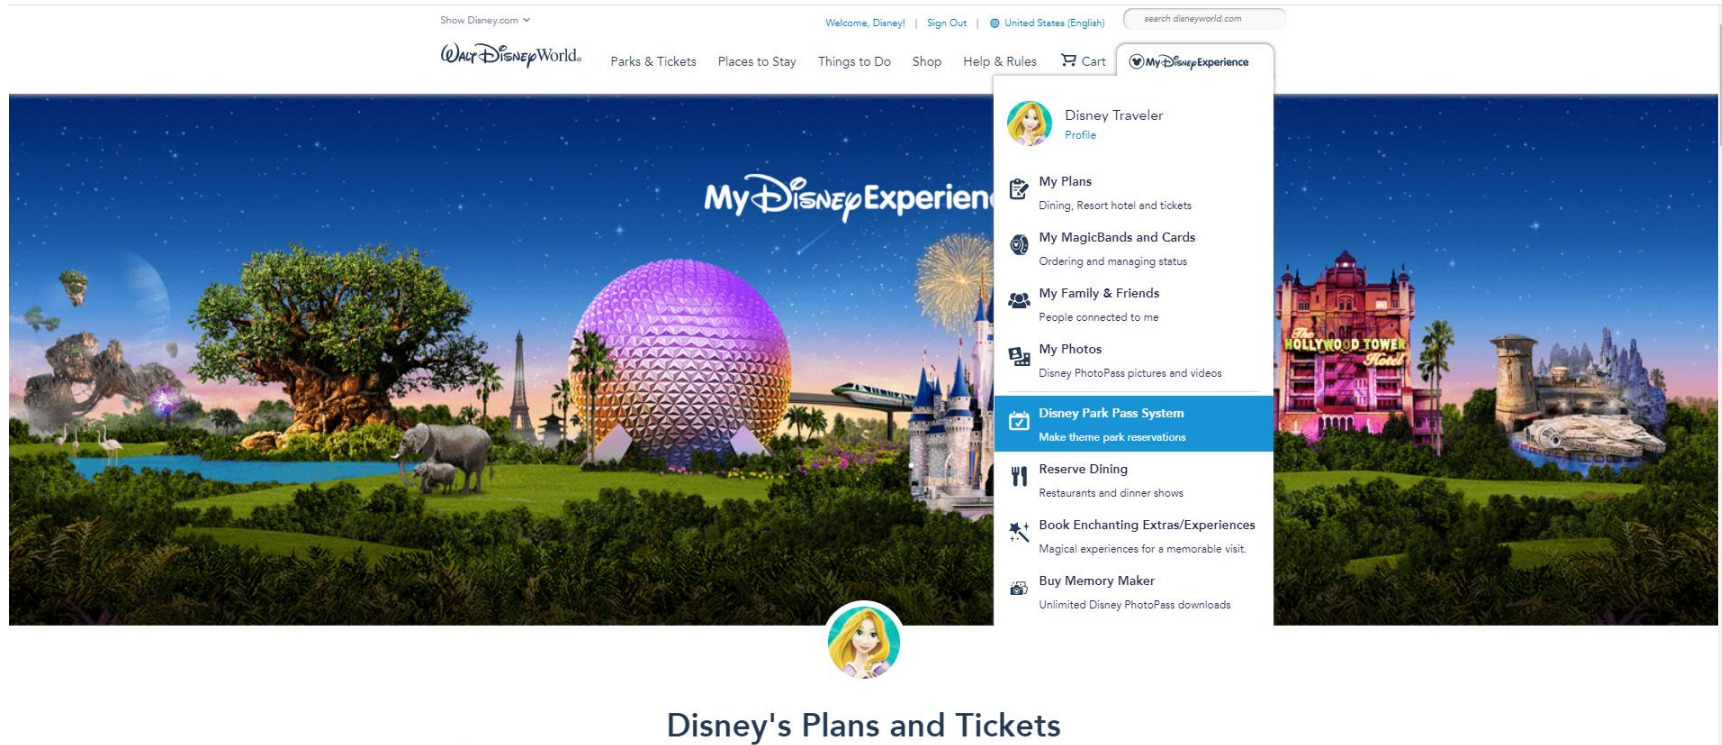 Show Disney.com
Welcome, Disney! | Sign Out | United States (English)
search disneyworld.com
Walt Disney World.
Parks & Tickets
Places to Stay
Things to Do
Shop
Help & Rules
Cart
My Disney Experience
Disney Traveler
Profile
My Disney Experien
My Plans
Dining, Resort hotel and tickets
My MagicBands and Cards
Ordering and managing status
My Family & Friends
People connected to me
My Photos
Disney PhotoPass pictures and videos
Disney Park Pass System
Make theme park reservations
Reserve Dining
Restaurants and dinner shows
Book Enchanting Extras/Experiences
Magical experiences for a memorable visit.
Buy Memory Maker
Unlimited Disney PhotoPass downloads
The
HOLLYWOOD TOWER
Hotel
Disney's Plans and Tickets